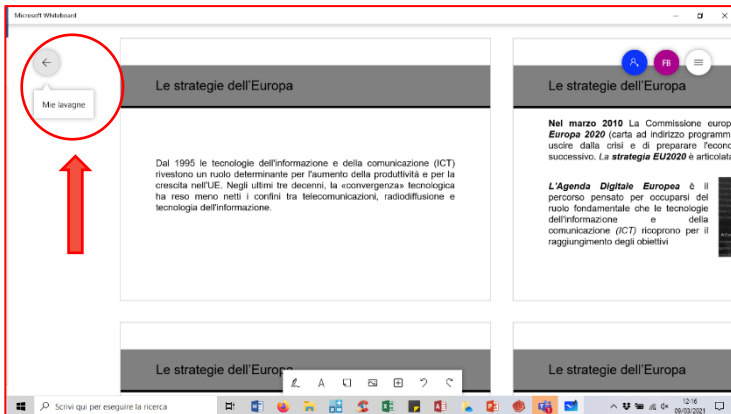 Microsoft Whiteboard
Mie lavagne
Le strategie dell'Europa
Dal 1995 le tecnologie dell'informazione e della comunicazione (ICT)
rivestono un ruolo determinante per l'aumento della produttività e per la
crescita nell'UE. Negli ultimi tre decenni, la «convergenza» tecnologica
ha reso meno netti i confini tra telecomunicazioni, radiodiffusione e
tecnologia dell'informazione.
FB
Le strategie dell'Europa
Nel marzo 2010 La Commissione europ
Europa 2020 (carta ad indirizzo programm
uscire dalla crisi e di preparare l'econo
successivo. La strategia EU2020 è articolata
L'Agenda Digitale Europea è il
percorso pensato per occuparsi del
ruolo fondamentale che le tecnologie
dell'informazione e della
comunicazione (ICT) ricoprono per il
raggiungimento degli obiettivi
Le strategie dell'Europa
Le strategie dell'Europa
Scrivi qui per eseguire la ricerca
12:16
09/03/2021